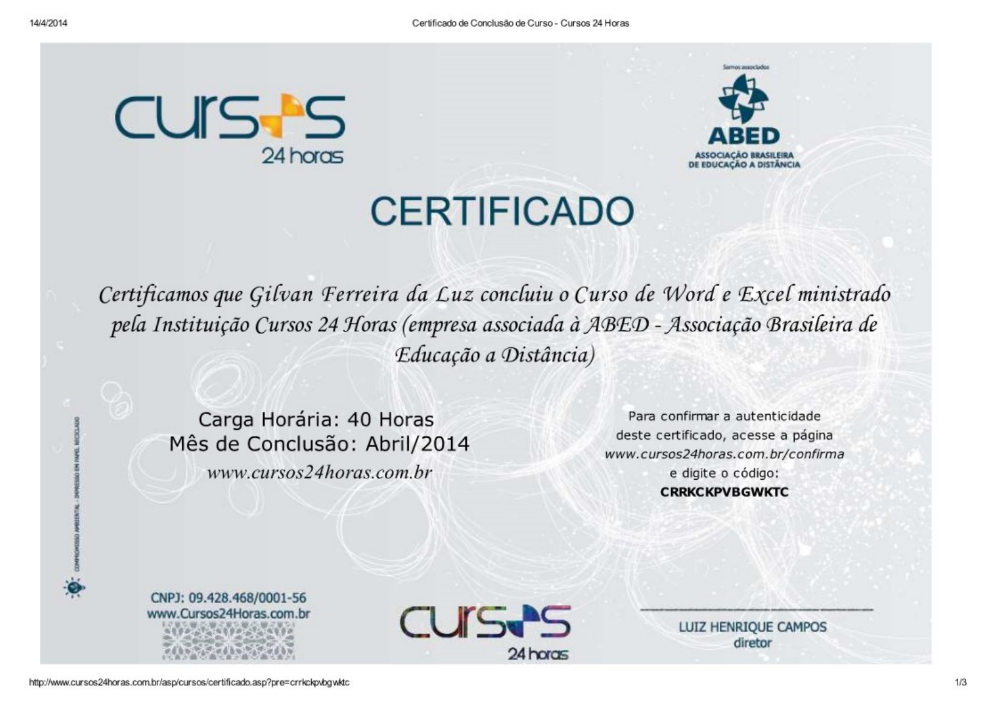 14/4/2014
Certificado de Conclusão de Curso - Cursos 24 Horas
cursos
24 horas
Somos associados
ABED
ASSOCIAÇÃO BRASILEIRA
DE EDUCAÇÃO A DISTÂNCIA
CERTIFICADO
Certificamos que Gilvan Ferreira da Luz concluiu o Curso de Word e Excel ministrado
pela Instituição Cursos 24 Horas (empresa associada à ABED - Associação Brasileira de
Educação a Distância)
Carga Horária: 40 Horas
Mês de Conclusão: Abril/2014
www.cursos24horas.com.br
Para confirmar a autenticidade
deste certificado, acesse a página
www.cursos24horas.com.br/confirma
e digite o código:
CRRKCKPVBGWKTC
COMPROMISSO AMBIENTAL - IMPRESSO EM PAPEL RECICLADO
CNPJ: 09.428.468/0001-56
www.Cursos24Horas.com.br
cursos
24 horas
LUIZ HENRIQUE CAMPOS
diretor
http://www.cursos24horas.com.br/asp/cursos/certificado.asp?pre=crrkckpvbgwktc
1/3